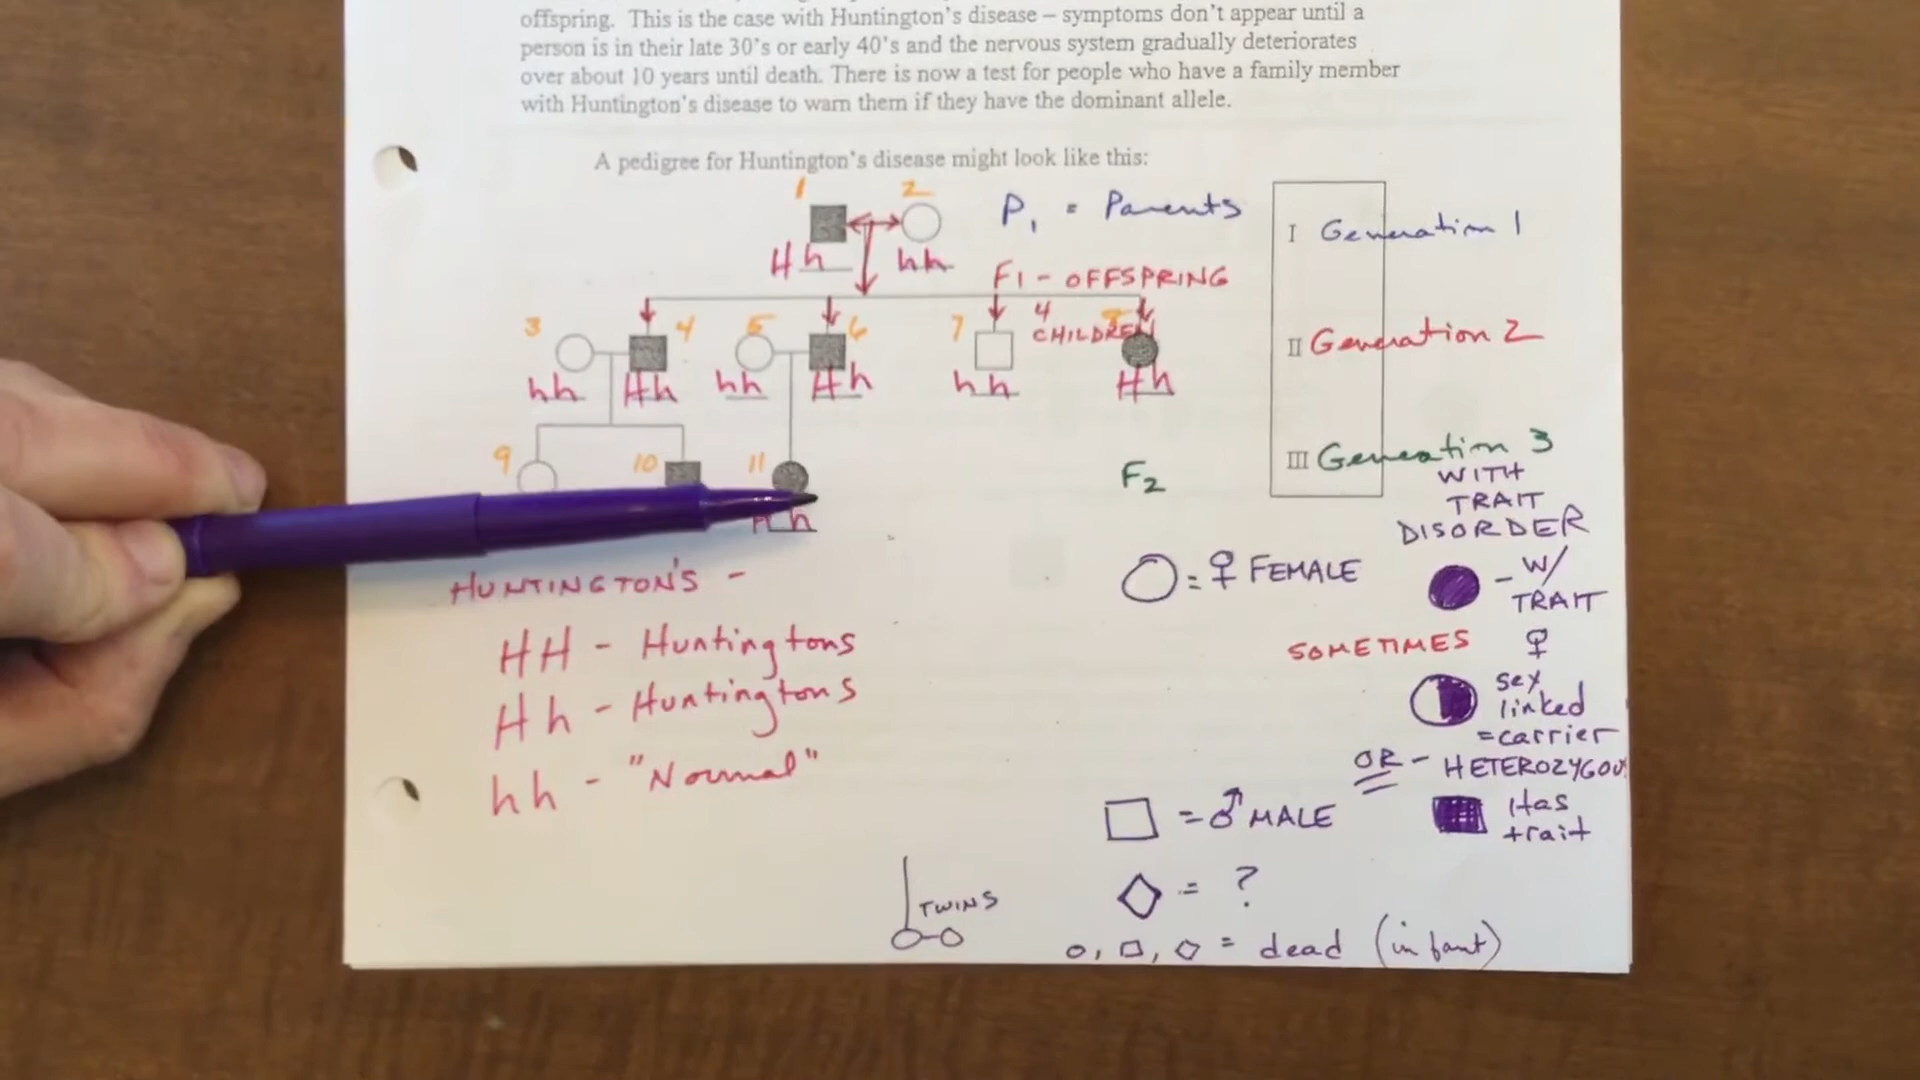 offspring. This is the case with Huntington's disease – symptoms don't appear until a
person is in their late 30's or early 40's and the nervous system gradually deteriorates
over about 10 years until death. There is now a test for people who have a family member
with Huntington's disease to warn them if they have the dominant allele.
A pedigree for Huntington's disease might look like this:
1 2
P1 = Parents
I Generation 1
Hh hh
F1 - OFFSPRING
4 CHILDREN
3 4 5 6 7
II Generation 2
hh Hh hh Hh hh Hh
9 10 11
F2
III Generation 3
WITH
TRAIT
DISORDER
= ♀ FEMALE
- W/
TRAIT
HUNTINGTON'S -
HH - Huntingtons
Hh - Huntingtons
hh - "Normal"
SOMETIMES ♀
sex
linked
= carrier
OR - HETEROZYGOU
= ♂ MALE
Has
trait
= ?
TWINS
= dead (infant)